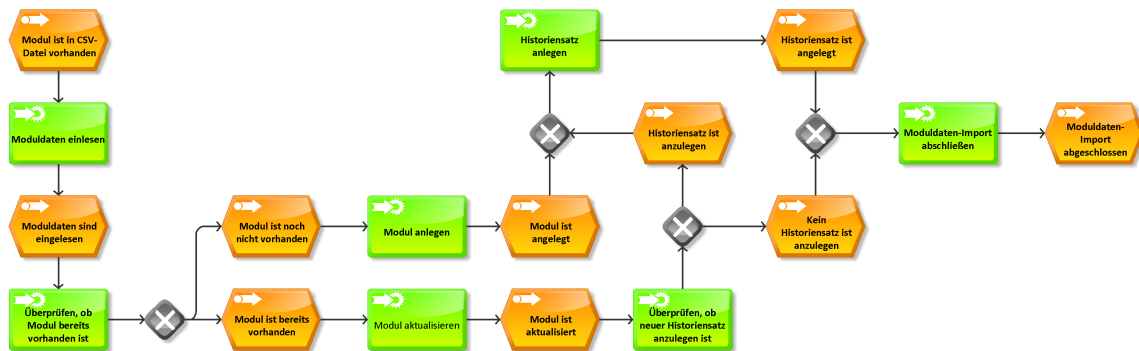 Modul ist in CSV-
Datei vorhanden
Moduldaten einlesen
Moduldaten sind
eingelesen
Überprüfen, ob
Modul bereits
vorhanden ist
Modul ist noch
nicht vorhanden
Modul anlegen
Modul ist
angelegt
Modul ist bereits
vorhanden
Modul aktualisieren
Modul ist
aktualisiert
Überprüfen, ob
neuer Historiensatz
anzulegen ist
Historiensatz ist
anzulegen
Kein
Historiensatz ist
anzulegen
Historiensatz
anlegen
Historiensatz ist
angelegt
Moduldaten-Import
abschließen
Moduldaten-
Import
abgeschlossen